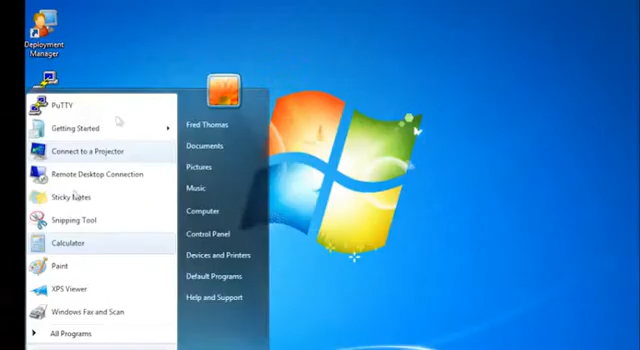 Deployment
Manager
PuTTY
Getting Started
Connect to a Projector
Remote Desktop Connection
Sticky Notes
Snipping Tool
Calculator
Paint
XPS Viewer
Windows Fax and Scan
All Programs
Fred Thomas
Documents
Pictures
Music
Computer
Control Panel
Devices and Printers
Default Programs
Help and Support